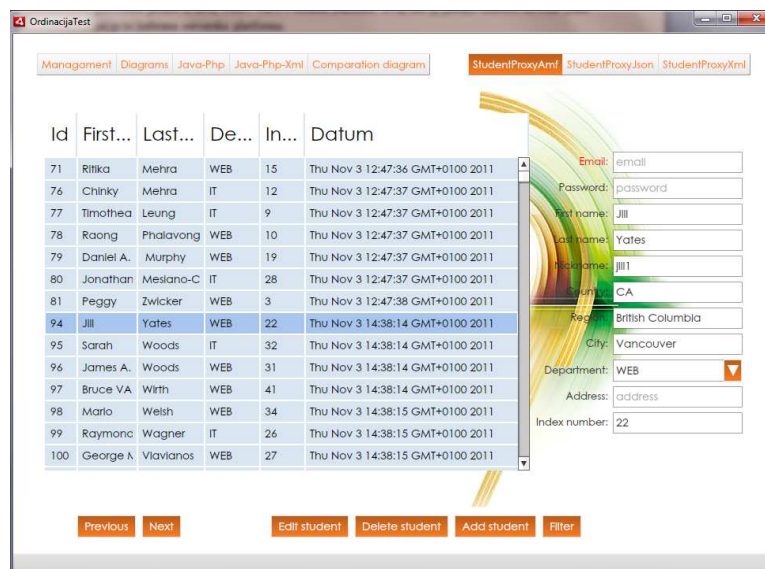 OrdinacijaTest
Managament Diagrams Java-Php Java-Php-Xml Comparation diagram StudentProxyAmf StudentProxyJson StudentProxyXml
Id First... Last... De... In... Datum
71 Ritika Mehra WEB 15 Thu Nov 3 12:47:36 GMT+0100 2011
76 Chinky Mehra IT 12 Thu Nov 3 12:47:37 GMT+0100 2011
77 Timothea Leung IT 9 Thu Nov 3 12:47:37 GMT+0100 2011
78 Raong Phalavong WEB 10 Thu Nov 3 12:47:37 GMT+0100 2011
79 Daniel A. Murphy WEB 19 Thu Nov 3 12:47:37 GMT+0100 2011
80 Jonathan Mesiano-C IT 28 Thu Nov 3 12:47:37 GMT+0100 2011
81 Peggy Zwicker WEB 3 Thu Nov 3 12:47:38 GMT+0100 2011
94 Jill Yates WEB 22 Thu Nov 3 14:38:14 GMT+0100 2011
95 Sarah Woods IT 32 Thu Nov 3 14:38:14 GMT+0100 2011
96 James A. Woods WEB 31 Thu Nov 3 14:38:14 GMT+0100 2011
97 Bruce VA Wirth WEB 41 Thu Nov 3 14:38:14 GMT+0100 2011
98 Mario Welsh WEB 34 Thu Nov 3 14:38:15 GMT+0100 2011
99 Raymond Wagner IT 26 Thu Nov 3 14:38:15 GMT+0100 2011
100 George Vlavianos WEB 27 Thu Nov 3 14:38:15 GMT+0100 2011
Email: email
Password: password
First name: Jill
Last name: Yates
Nickname: jill1
Country: CA
Region: British Columbia
City: Vancouver
Department: WEB
Address: address
Index number: 22
Previous Next Edit student Delete student Add student Filter